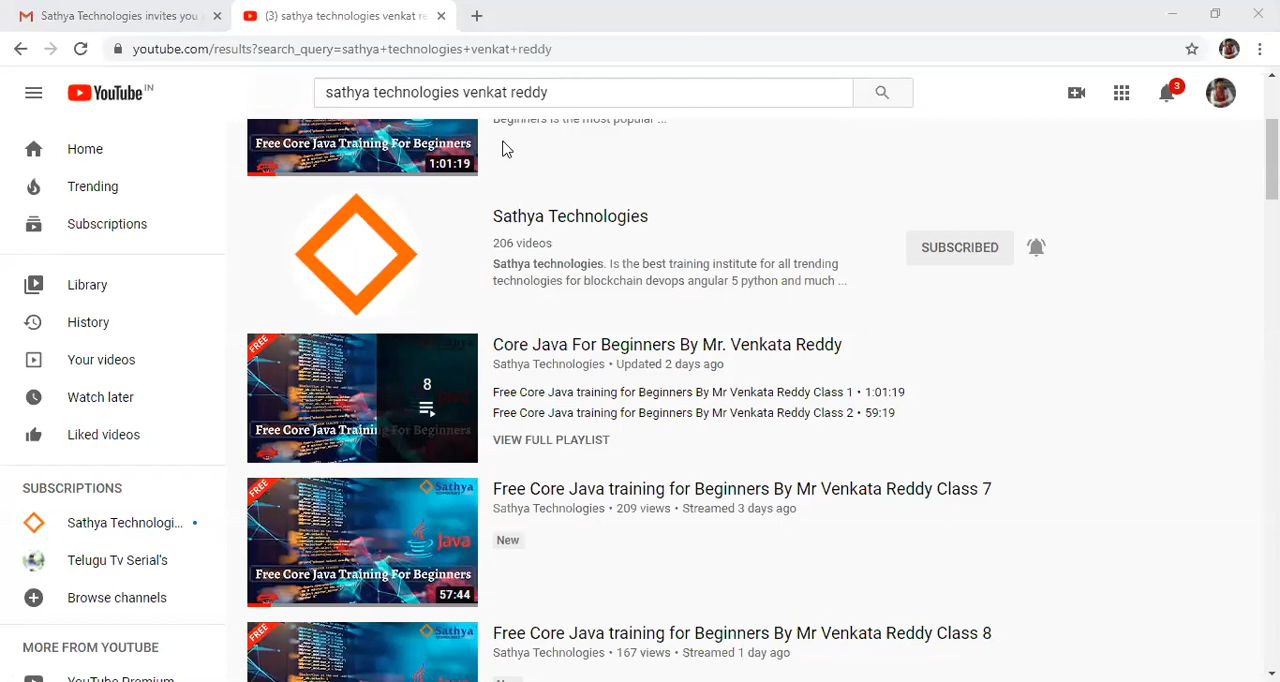 Sathya Technologies invites you
(3) sathya technologies venkat re
youtube.com/results?search_query=sathya+technologies+venkat+reddy
YouTube IN
sathya technologies venkat reddy
3
Home
Trending
Subscriptions
Library
History
Your videos
Watch later
Liked videos
SUBSCRIPTIONS
Sathya Technologi...
Telugu Tv Serial's
Browse channels
MORE FROM YOUTUBE
YouTube Premium
Beginners is the most popular ...
Free Core Java Training For Beginners
1:01:19
Sathya Technologies
206 videos
Sathya technologies. Is the best training institute for all trending
technologies for blockchain devops angular 5 python and much ...
SUBSCRIBED
FREE
8
Free Core Java Training For Beginners
Core Java For Beginners By Mr. Venkata Reddy
Sathya Technologies • Updated 2 days ago
Free Core Java training for Beginners By Mr Venkata Reddy Class 1 • 1:01:19
Free Core Java training for Beginners By Mr Venkata Reddy Class 2 • 59:19
VIEW FULL PLAYLIST
FREE
Sathya
Java
Free Core Java Training For Beginners
57:44
Free Core Java training for Beginners By Mr Venkata Reddy Class 7
Sathya Technologies • 209 views • Streamed 3 days ago
New
FREE
Sathya
Free Core Java training for Beginners By Mr Venkata Reddy Class 8
Sathya Technologies • 167 views • Streamed 1 day ago